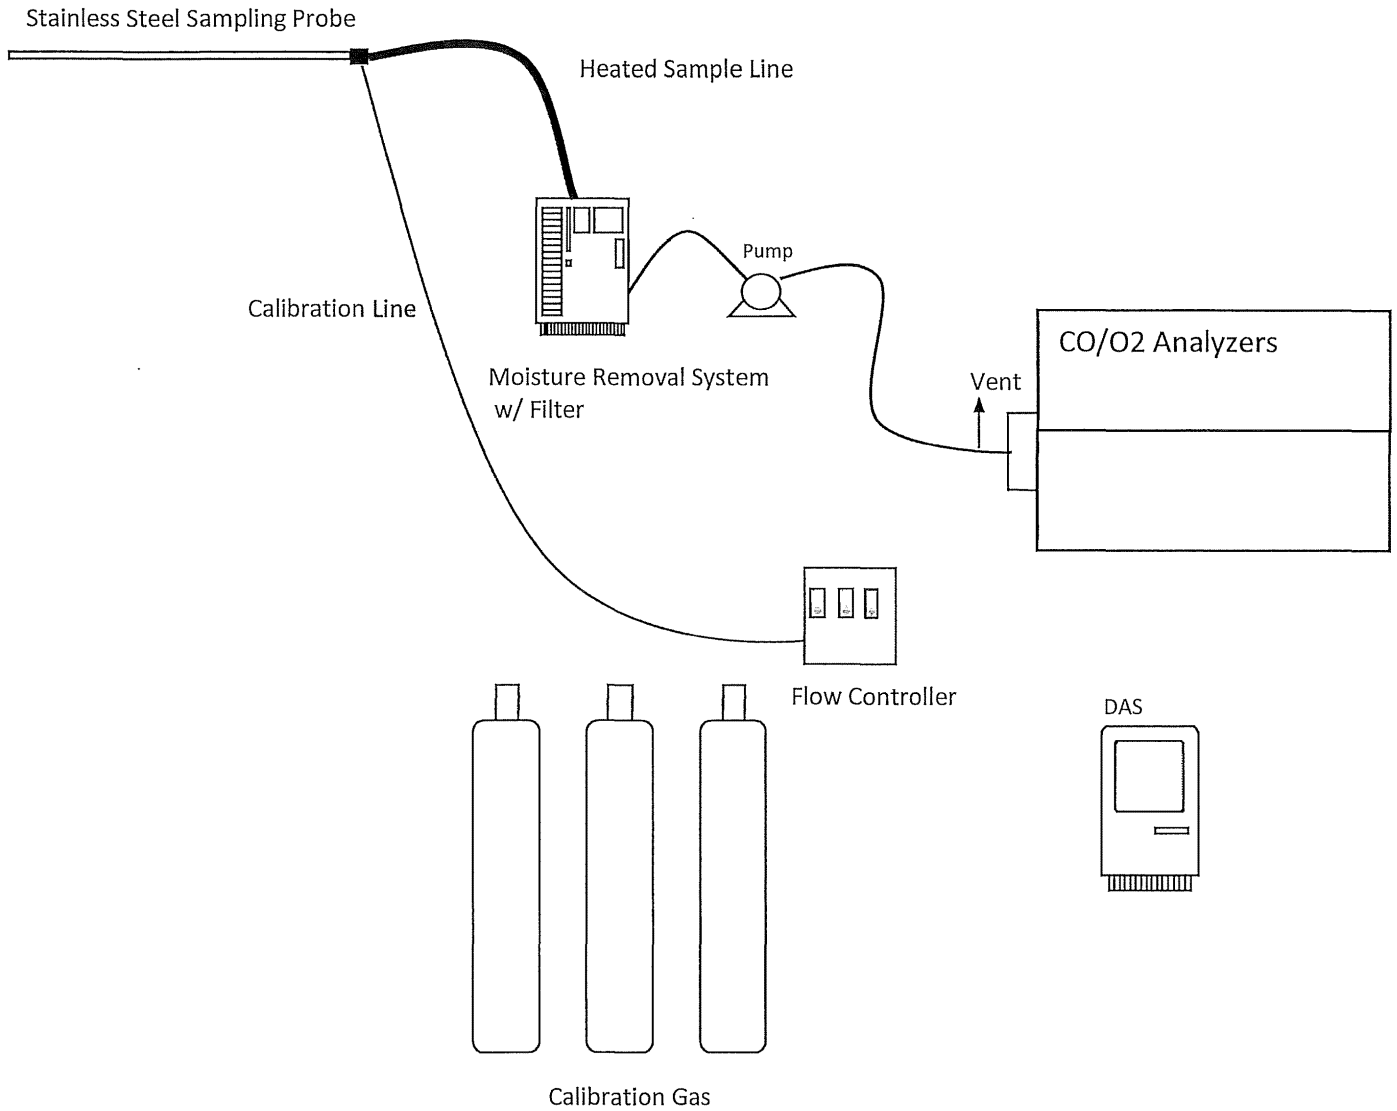 Stainless Steel Sampling Probe
Heated Sample Line
Pump
Calibration Line
CO/O2 Analyzers
Moisture Removal System
w/ Filter
Vent
Flow Controller
DAS
Calibration Gas